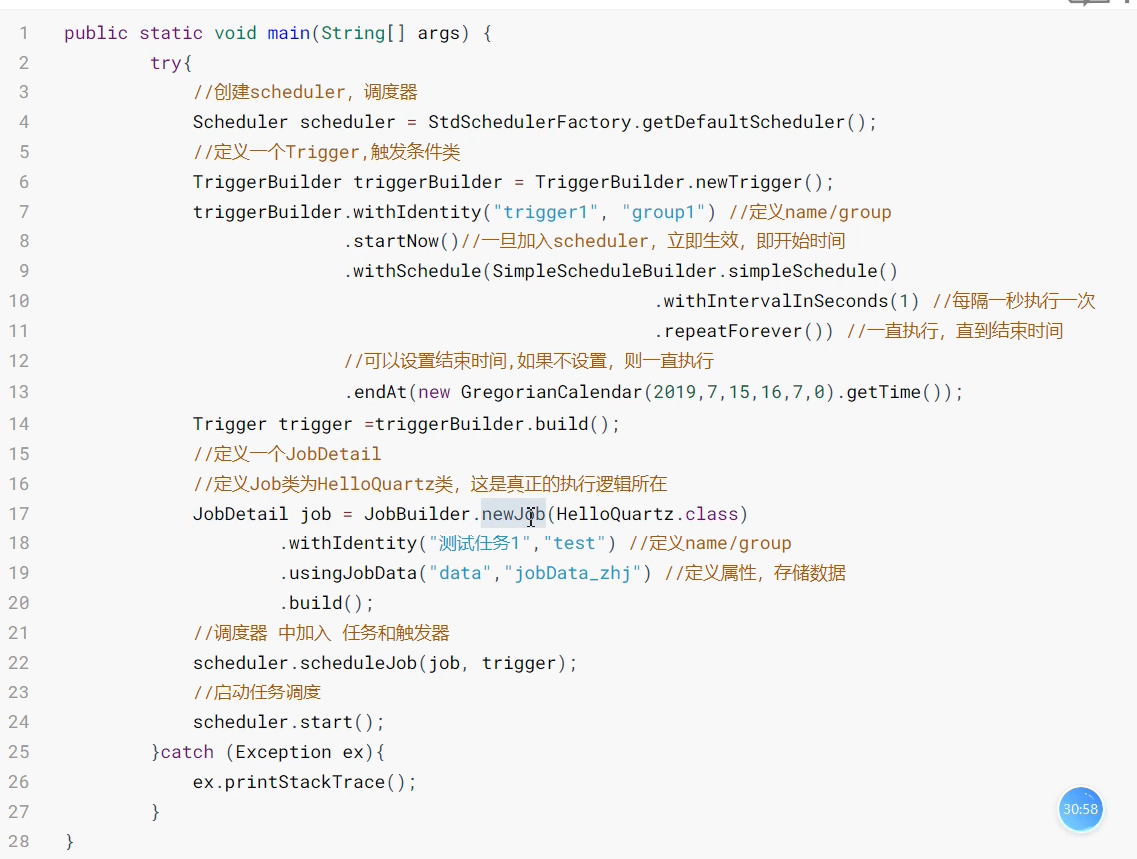 1 public static void main(String[] args) {
2 try{
3 //创建scheduler，调度器
4 Scheduler scheduler = StdSchedulerFactory.getDefaultScheduler();
5 //定义一个Trigger,触发条件类
6 TriggerBuilder triggerBuilder = TriggerBuilder.newTrigger();
7 triggerBuilder.withIdentity("trigger1", "group1") //定义name/group
8 .startNow()//一旦加入scheduler，立即生效，即开始时间
9 .withSchedule(SimpleScheduleBuilder.simpleSchedule()
10 .withIntervalInSeconds(1) //每隔一秒执行一次
11 .repeatForever()) //一直执行，直到结束时间
12 //可以设置结束时间,如果不设置，则一直执行
13 .endAt(new GregorianCalendar(2019,7,15,16,7,0).getTime());
14 Trigger trigger =triggerBuilder.build();
15 //定义一个JobDetail
16 //定义Job类为HelloQuartz类，这是真正的执行逻辑所在
17 JobDetail job = JobBuilder.newJob(HelloQuartz.class)
18 .withIdentity("测试任务1","test") //定义name/group
19 .usingJobData("data","jobData_zhj") //定义属性，存储数据
20 .build();
21 //调度器 中加入 任务和触发器
22 scheduler.scheduleJob(job, trigger);
23 //启动任务调度
24 scheduler.start();
25 }catch (Exception ex){
26 ex.printStackTrace();
27 }
30:58
28 }